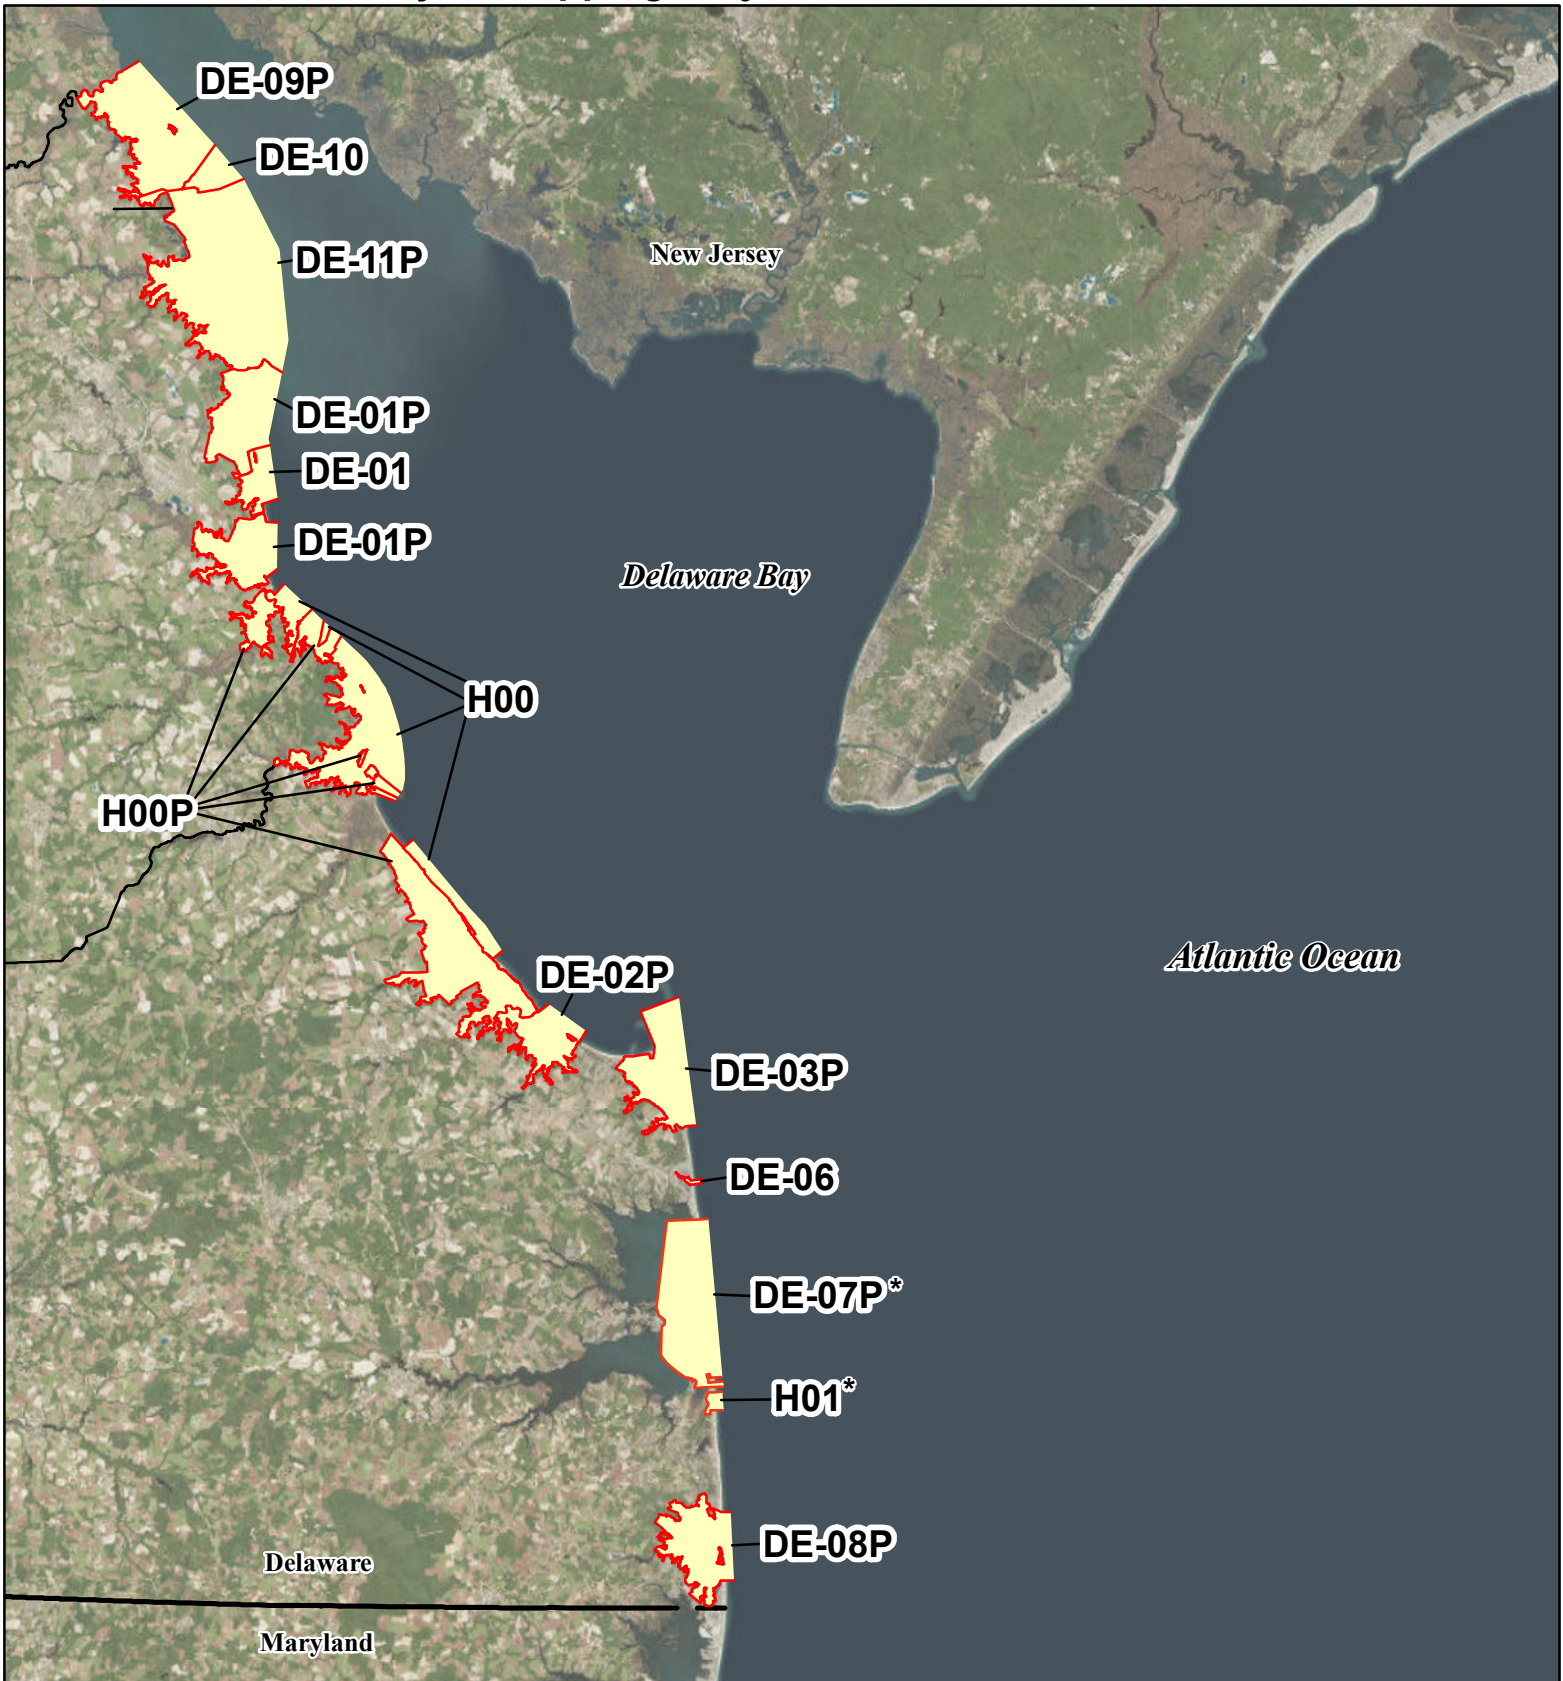 DE-09P
DE-10
New Jersey
DE-11P
DE-01P
DE-01
DE-01P
Delaware Bay
H00
H00P
Atlantic Ocean
DE-02P
DE-03P
DE-06
DE-07P*
H01*
DE-08P
Delaware
Maryland